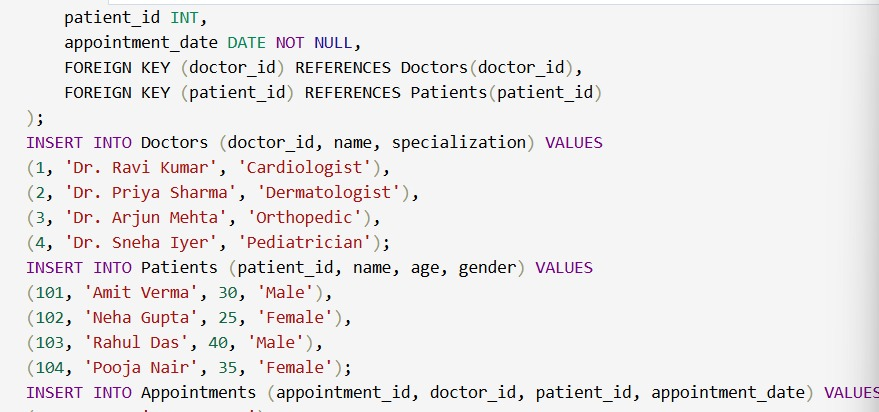 patient_id INT,
appointment_date DATE NOT NULL,
FOREIGN KEY (doctor_id) REFERENCES Doctors(doctor_id),
FOREIGN KEY (patient_id) REFERENCES Patients(patient_id)
);
INSERT INTO Doctors (doctor_id, name, specialization) VALUES
(1, 'Dr. Ravi Kumar', 'Cardiologist'),
(2, 'Dr. Priya Sharma', 'Dermatologist'),
(3, 'Dr. Arjun Mehta', 'Orthopedic'),
(4, 'Dr. Sneha Iyer', 'Pediatrician');
INSERT INTO Patients (patient_id, name, age, gender) VALUES
(101, 'Amit Verma', 30, 'Male'),
(102, 'Neha Gupta', 25, 'Female'),
(103, 'Rahul Das', 40, 'Male'),
(104, 'Pooja Nair', 35, 'Female');
INSERT INTO Appointments (appointment_id, doctor_id, patient_id, appointment_date) VALUES